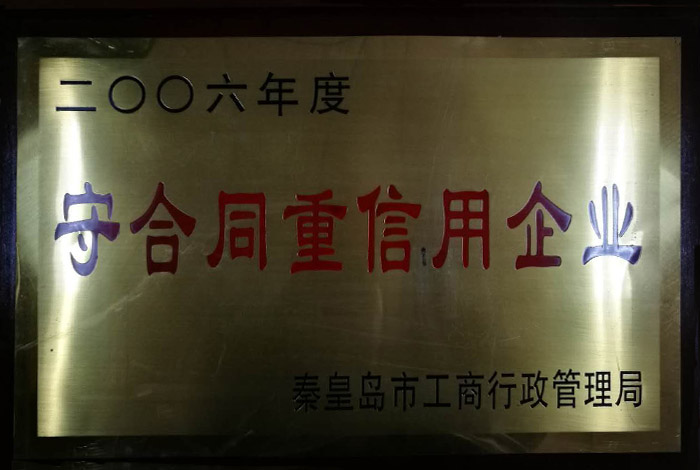 二〇〇六年度
守合同重信用企业
秦皇岛市工商行政管理局